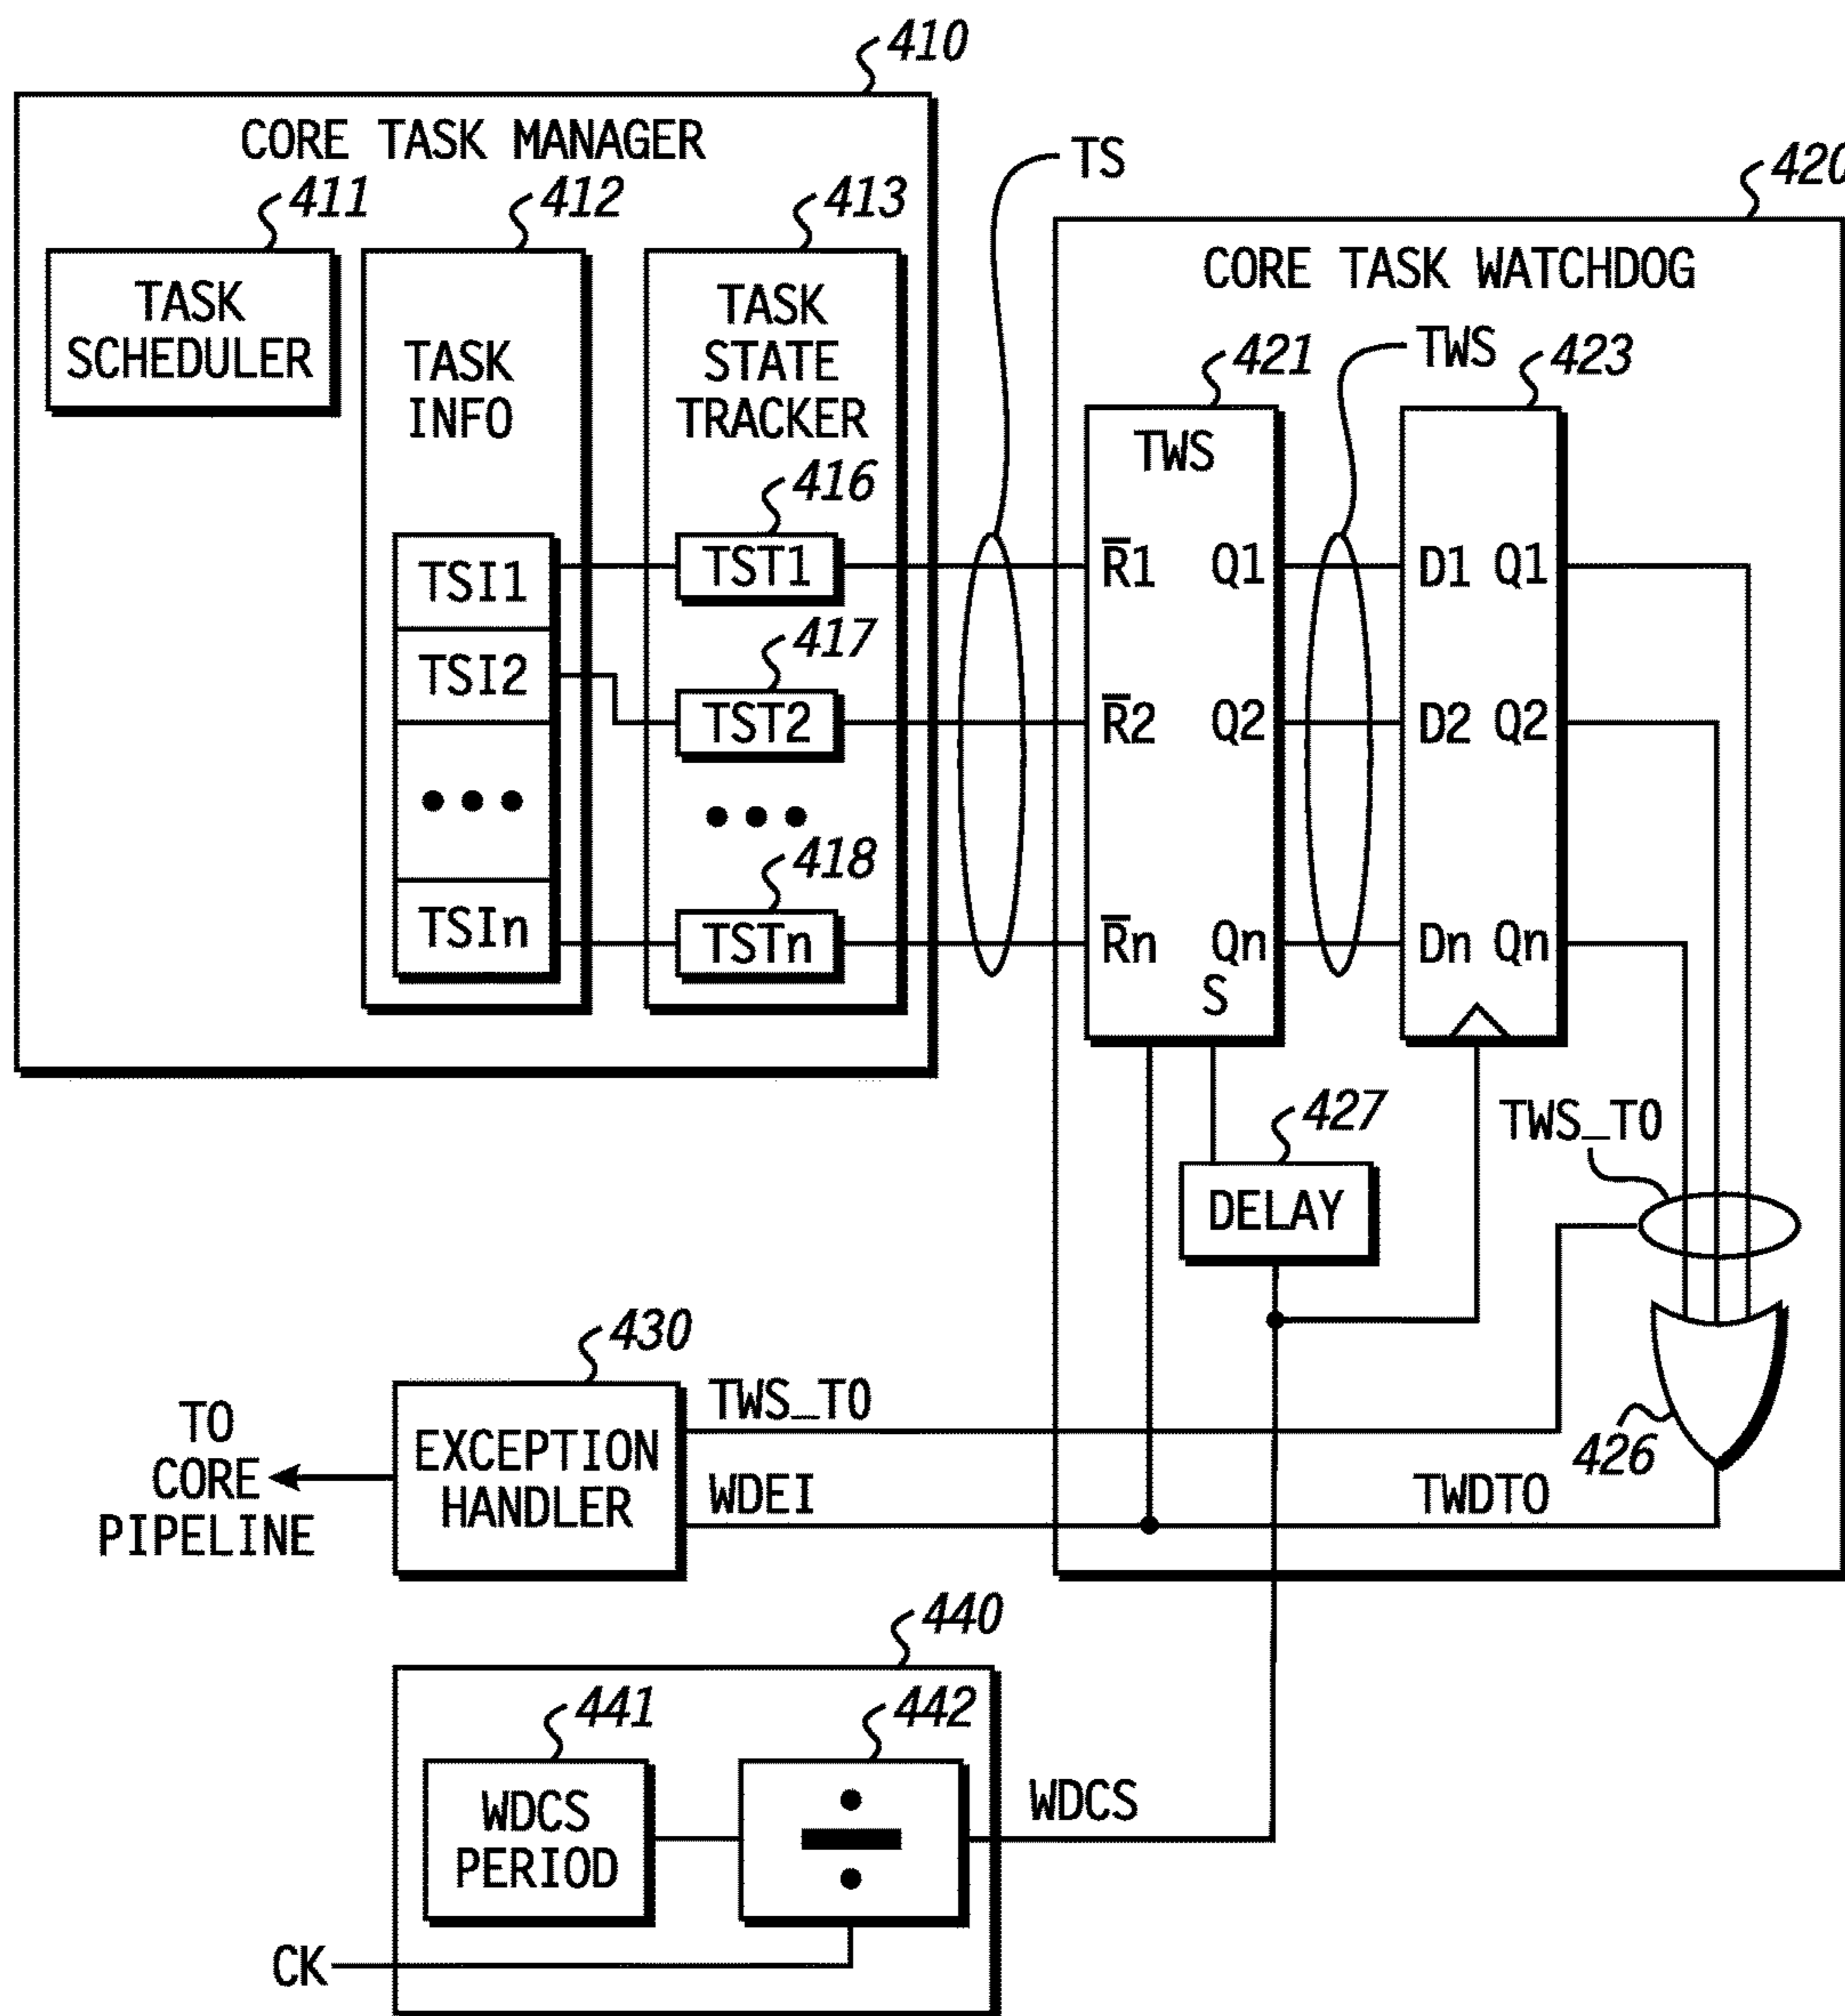 410
CORE TASK MANAGER
411
412
413
TASK
SCHEDULER
TASK
INFO
TASK
STATE
TRACKER
416
TSI1
TST1
417
TSI2
TST2
418
TSIn
TSTn
TS
420
CORE TASK WATCHDOG
421
TWS
423
TWS
R̅1 Q1
D1 Q1
R̅2 Q2
D2 Q2
R̅n Qn
Dn Qn
S
427
DELAY
TWS_TO
426
430
TO
CORE
PIPELINE
EXCEPTION
HANDLER
TWS_TO
WDEI
TWDTO
440
441
442
WDCS
PERIOD
WDCS
CK